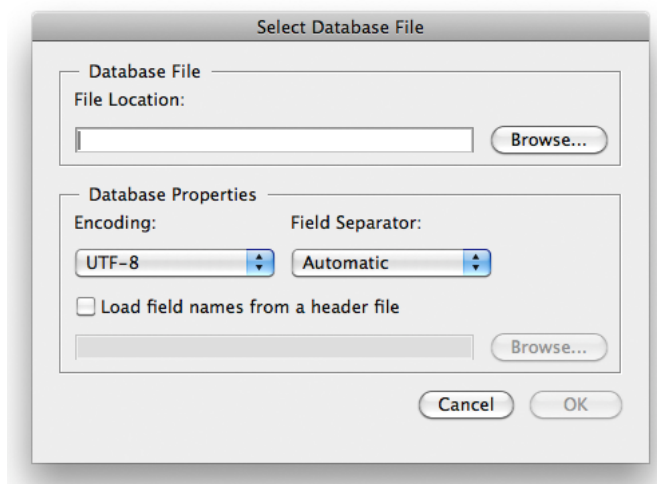 Select Database File
Database File
File Location:
Browse...
Database Properties
Encoding: Field Separator:
UTF-8 Automatic
Load field names from a header file
Browse...
Cancel OK